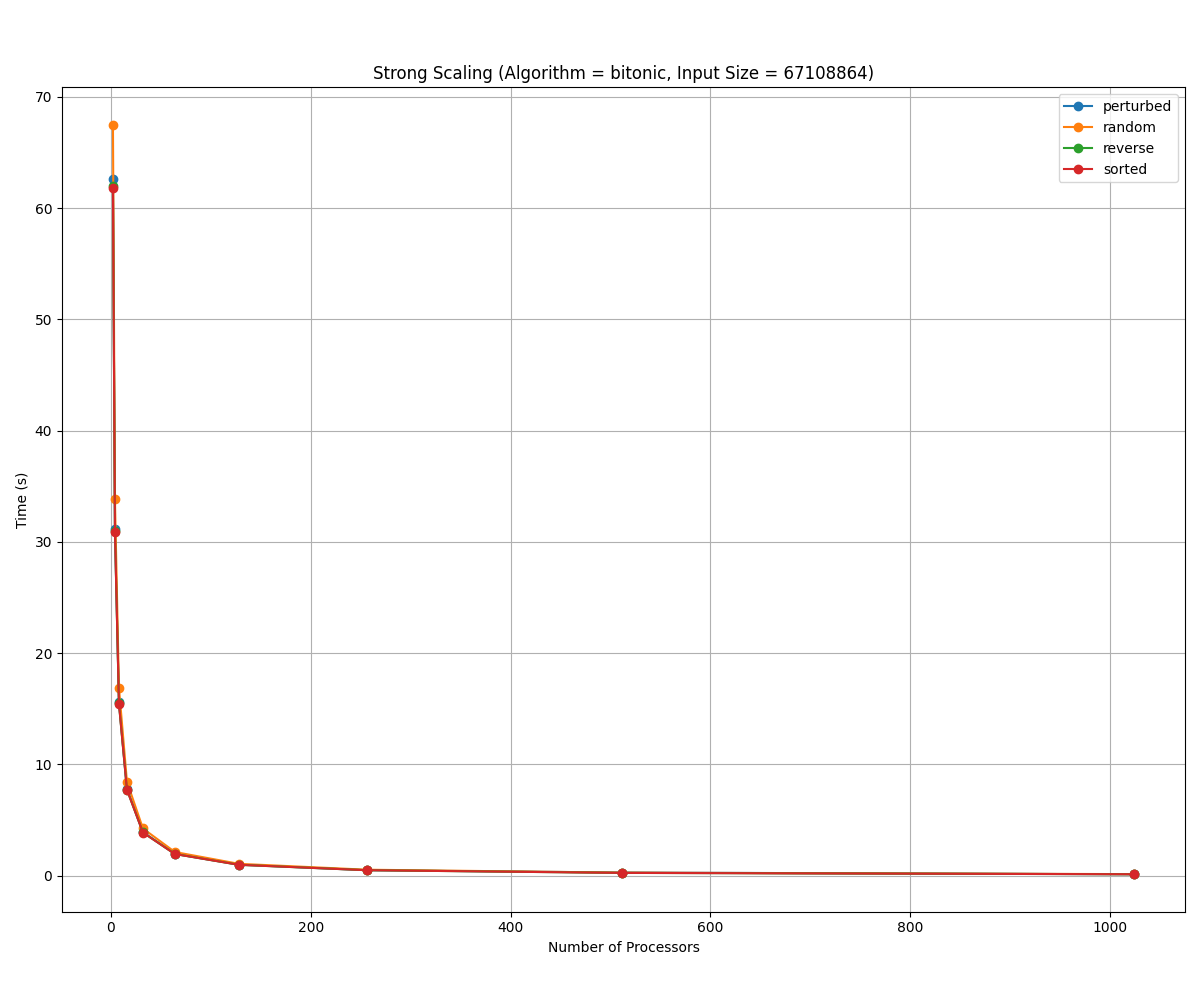 Strong Scaling (Algorithm = bitonic, Input Size = 67108864)
perturbed
random
reverse
sorted
70
60
50
40
30
20
10
0
Time (s)
0 200 400 600 800 1000
Number of Processors